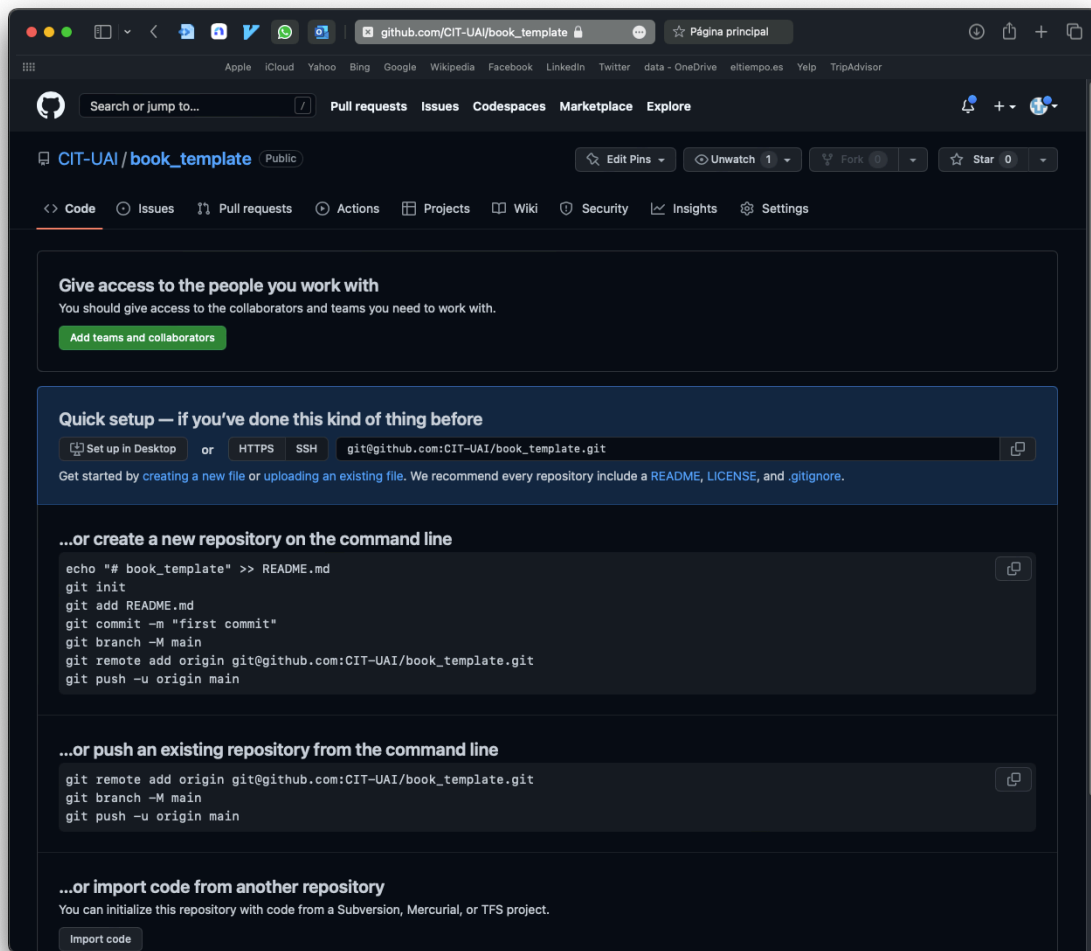 github.com/CIT-UAI/book_template
Página principal
Apple iCloud Yahoo Bing Google Wikipedia Facebook LinkedIn Twitter data - OneDrive eltiempo.es Yelp TripAdvisor
Search or jump to... /
Pull requests Issues Codespaces Marketplace Explore
CIT-UAI / book_template Public
Edit Pins Unwatch 1 Fork 0 Star 0
Code Issues Pull requests Actions Projects Wiki Security Insights Settings
Give access to the people you work with
You should give access to the collaborators and teams you need to work with.
Add teams and collaborators
Quick setup — if you’ve done this kind of thing before
Set up in Desktop or HTTPS SSH git@github.com:CIT-UAI/book_template.git
Get started by creating a new file or uploading an existing file. We recommend every repository include a README, LICENSE, and .gitignore.
…or create a new repository on the command line
echo "# book_template" >> README.md
git init
git add README.md
git commit -m "first commit"
git branch -M main
git remote add origin git@github.com:CIT-UAI/book_template.git
git push -u origin main
…or push an existing repository from the command line
git remote add origin git@github.com:CIT-UAI/book_template.git
git branch -M main
git push -u origin main
…or import code from another repository
You can initialize this repository with code from a Subversion, Mercurial, or TFS project.
Import code